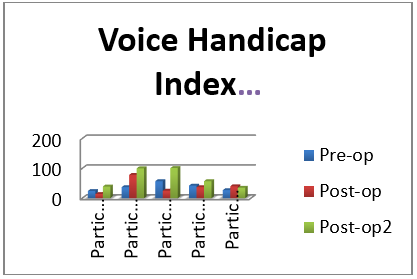 Voice Handicap
Index...
200
100
0
Partic...
Partic...
Partic...
Partic...
Partic...
Pre-op
Post-op
Post-op2